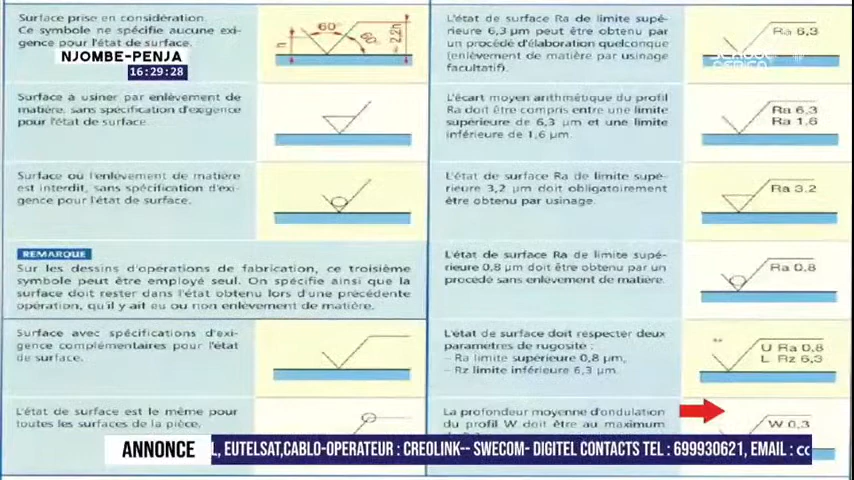 Surface prise en considération.
Ce symbole ne spécifie aucune exi-
gence pour l'état de surface.
60°
60°
h
≈ 2,2h
NJOMBE-PENJA
16:29:28
Surface à usiner par enlèvement de
matière, sans spécification d'exigence
pour l'état de surface.
Surface où l'enlèvement de matière
est interdit, sans spécification d'exi-
gence pour l'état de surface.
REMARQUE
Sur les dessins d'opérations de fabrication, ce troisième
symbole peut être employé seul. On spécifie ainsi que la
surface doit rester dans l'état obtenu lors d'une précédente
opération, qu'il y ait eu ou non enlèvement de matière.
Surface avec spécifications d'exi-
gence complémentaires pour l'état
de surface.
L'état de surface est le même pour
toutes les surfaces de la pièce.
L'état de surface Ra de limite supé-
rieure 6,3 µm peut être obtenu par
un procédé d'élaboration quelconque
(enlèvement de matière par usinage
facultatif).
Ra 6,3
L'écart moyen arithmétique du profil
Ra doit être compris entre une limite
supérieure de 6,3 µm et une limite
inférieure de 1,6 µm.
Ra 6,3
Ra 1,6
L'état de surface Ra de limite supé-
rieure 3,2 µm doit obligatoirement
être obtenu par usinage.
Ra 3,2
L'état de surface Ra de limite supé-
rieure 0,8 µm doit être obtenu par un
procédé sans enlèvement de matière.
Ra 0,8
L'état de surface doit respecter deux
paramètres de rugosité :
– Ra limite supérieure 0,8 µm,
– Rz limite inférieure 6,3 µm.
U Ra 0,8
L Rz 6,3
La profondeur moyenne d'ondulation
du profil W doit être au maximum
W 0,3
ANNONCE
L, EUTELSAT,CABLO-OPERATEUR : CREOLINK-- SWECOM- DIGITEL CONTACTS TEL : 699930621, EMAIL :